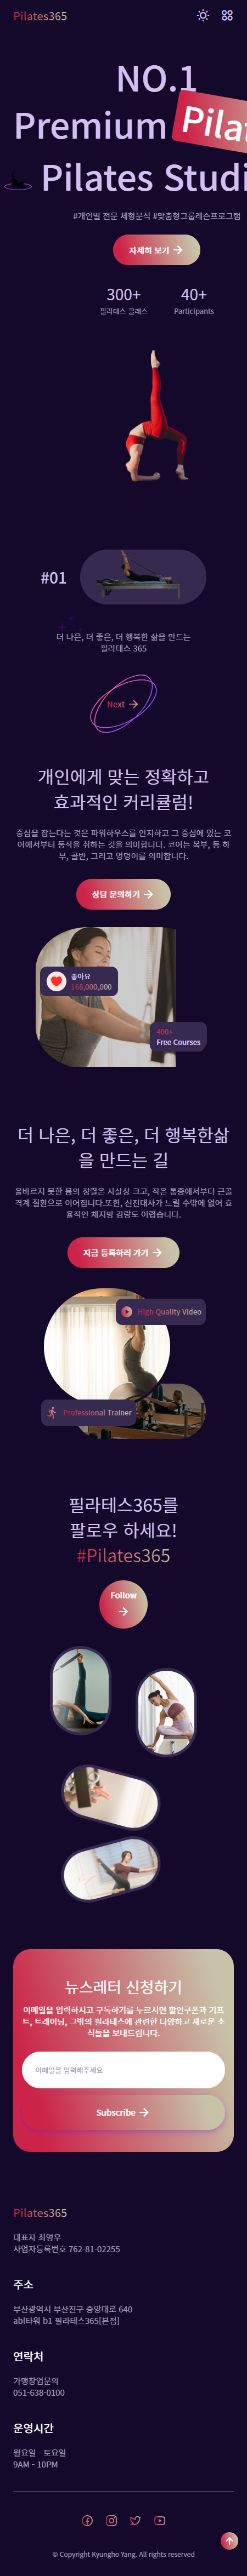 Pilates365
NO.1
Premium Pilat
Pilates Studi
#개인별 전문 체형분석 #맞춤형그룹레슨프로그램
자세히 보기
300+ 40+
필라테스 클래스 Participants
#01
더 나은, 더 좋은, 더 행복한 삶을 만드는
필라테스 365
Next
개인에게 맞는 정확하고
효과적인 커리큘럼!
중심을 잡는다는 것은 파워하우스를 인지하고 그 중심에 있는 코
어에서부터 동작을 취하는 것을 의미합니다. 코어는 복부, 등 하
부, 골반, 그리고 엉덩이를 의미합니다.
상담 문의하기
좋아요
168,000,000
400+
Free Courses
더 나은, 더 좋은, 더 행복한삶
을 만드는 길
올바르지 못한 몸의 정렬은 사살상 크고, 작은 통증에서부터 근골
격계 질환으로 이어집니다.또한, 신진대사가 느릴 수밖에 없어 효
율적인 체지방 감량도 어렵습니다.
지금 등록하러 가기
High Quality Video
Professional Trainer
필라테스365를
팔로우 하세요!
#Pilates365
Follow
뉴스레터 신청하기
이메일을 입력하시고 구독하기를 누르시면 할인쿠폰과 기프
트, 트레이닝, 그밖의 필라테스에 관련한 다양하고 새로운 소
식들을 보내드립니다.
이메일을 입력해주세요
Subscribe
Pilates365
대표자 최영우
사업자등록번호 762-81-02255
주소
부산광역시 부산진구 중앙대로 640
abl타워 b1 필라테스365[본점]
연락처
가맹창업문의
051-638-0100
운영시간
월요일 - 토요일
9AM - 10PM
© Copyright Kyungho Yang. All rights reserved